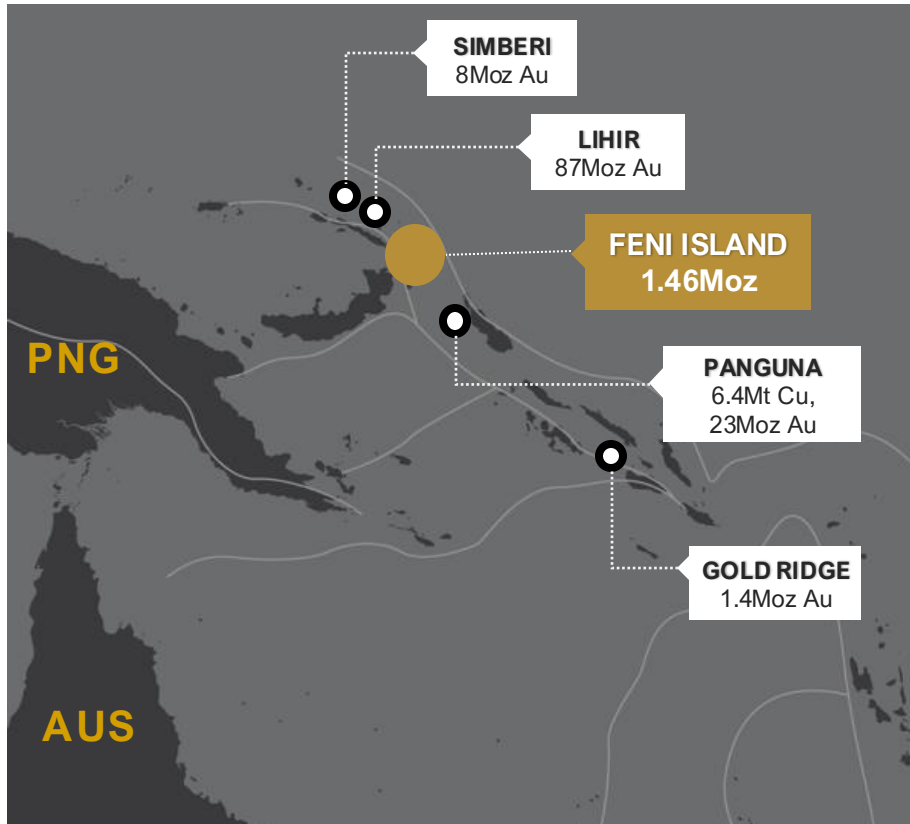 SIMBERI
8Moz Au
LIHIR
87Moz Au
FENI ISLAND
1.46Moz
PNG
PANGUNA
6.4Mt Cu,
23Moz Au
GOLD RIDGE
1.4Moz Au
AUS